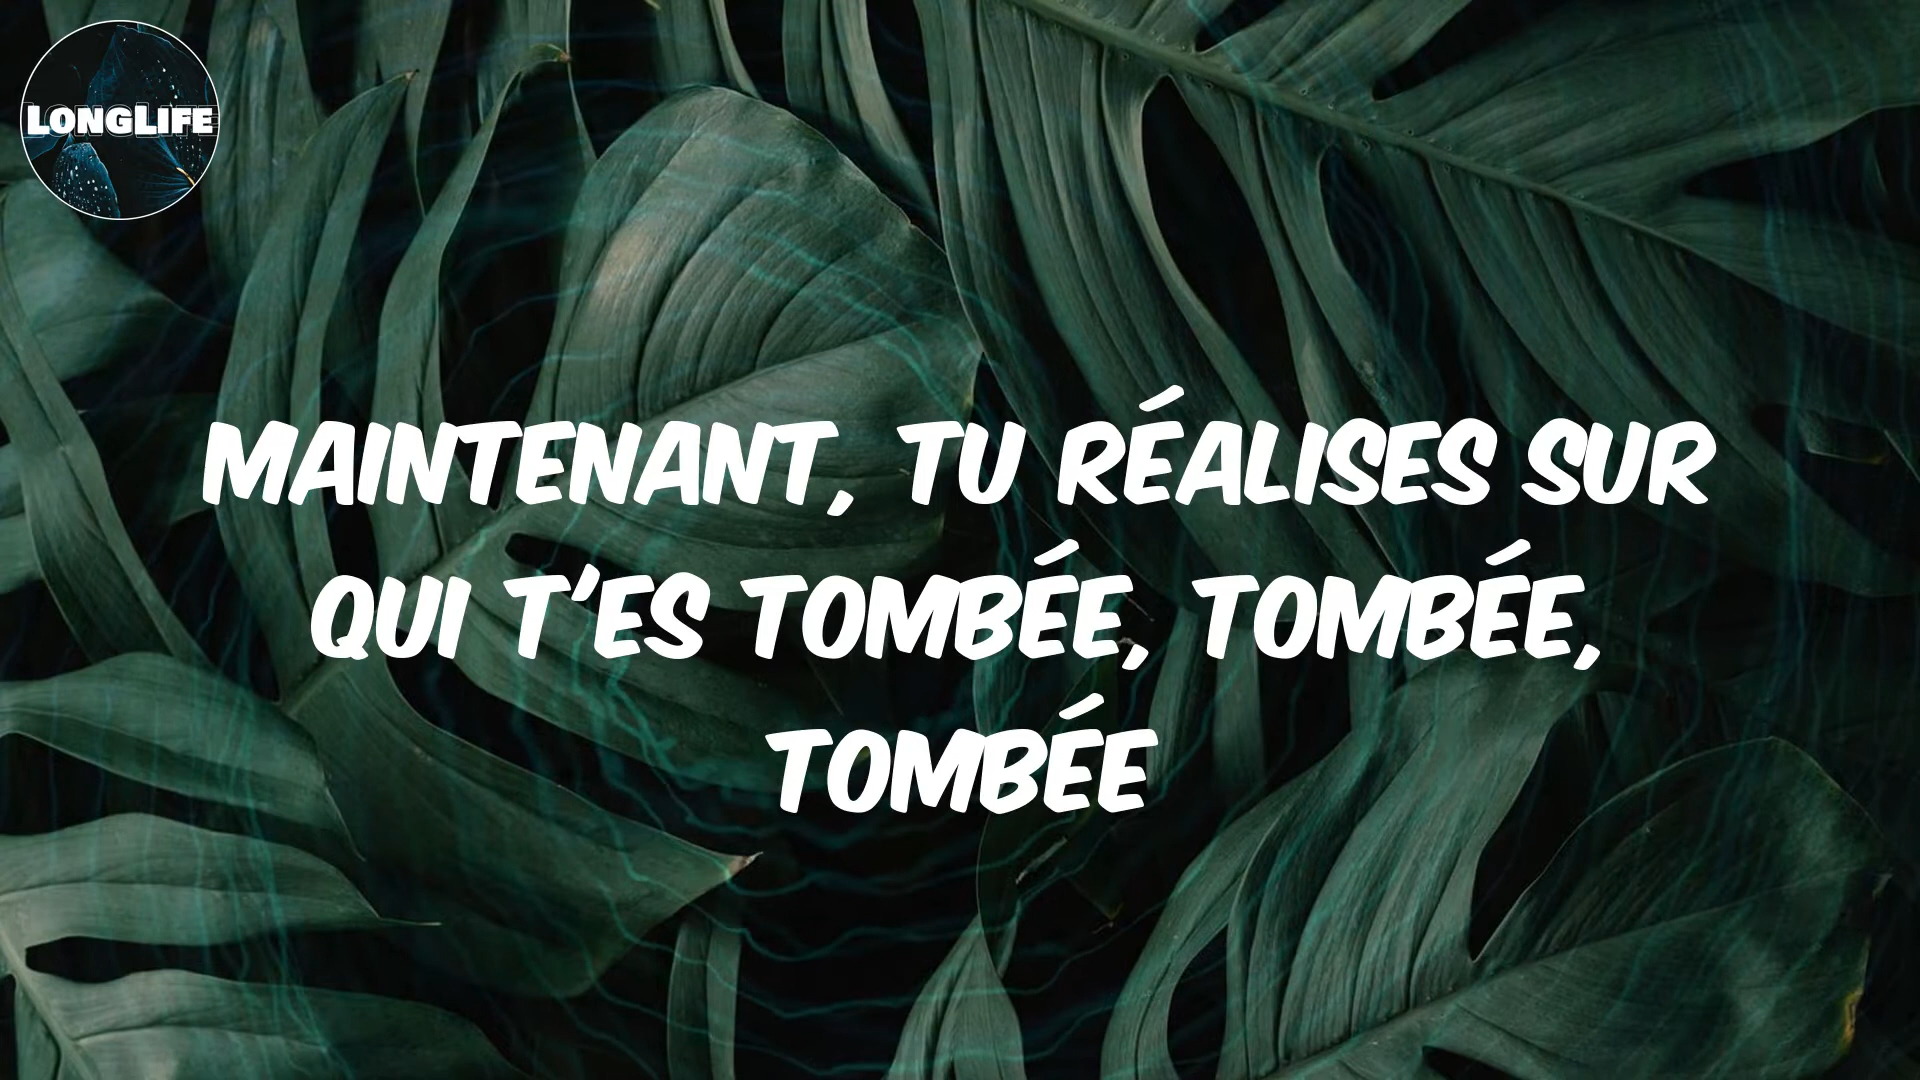 LONGLIFE
MAINTENANT, TU RÉALISES SUR
QUI T'ES TOMBÉE, TOMBÉE,
TOMBÉE